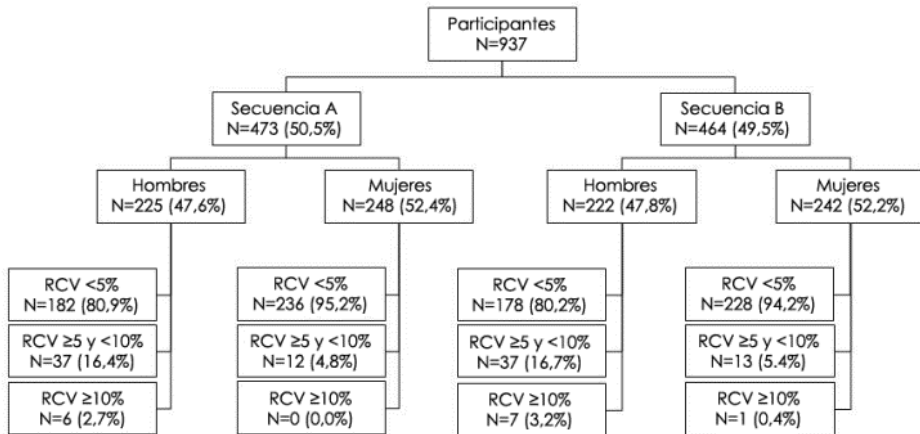 Participantes
N=937
Secuencia A
N=473 (50,5%)
Secuencia B
N=464 (49,5%)
Hombres
N=225 (47,6%)
Mujeres
N=248 (52,4%)
Hombres
N=222 (47,8%)
Mujeres
N=242 (52,2%)
RCV <5%
N=182 (80,9%)
RCV ≥5 y <10%
N=37 (16,4%)
RCV ≥10%
N=6 (2,7%)
RCV <5%
N=236 (95,2%)
RCV ≥5 y <10%
N=12 (4,8%)
RCV ≥10%
N=0 (0,0%)
RCV <5%
N=178 (80,2%)
RCV ≥5 y <10%
N=37 (16,7%)
RCV ≥10%
N=7 (3,2%)
RCV <5%
N=228 (94,2%)
RCV ≥5 y <10%
N=13 (5.4%)
RCV ≥10%
N=1 (0,4%)